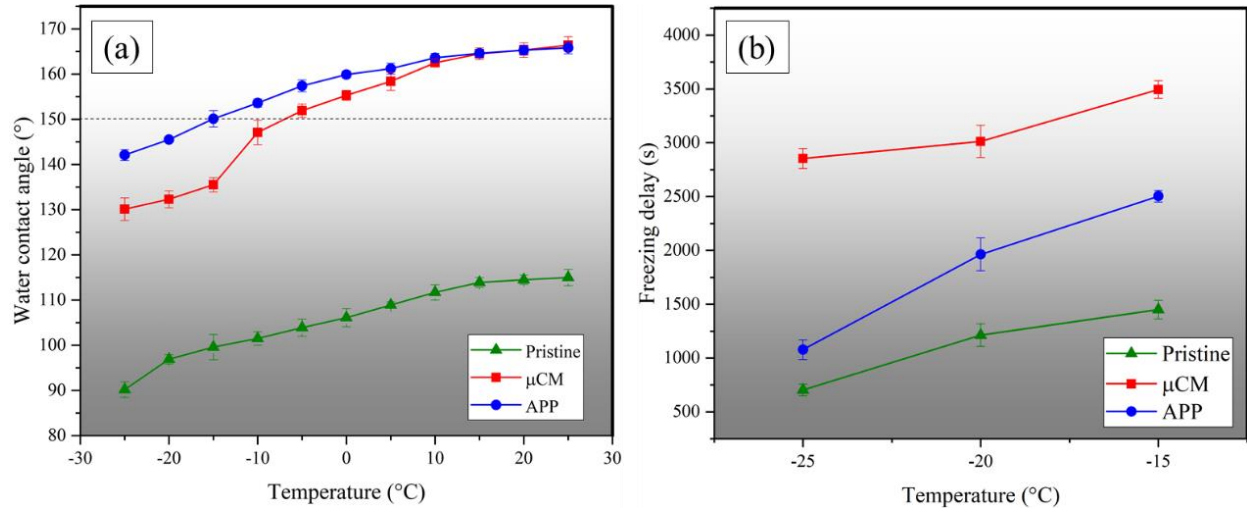 (a)
Water contact angle (°)
170
160
150
140
130
120
110
100
90
80
-30 -20 -10 0 10 20 30
Temperature (°C)
Pristine
μCM
APP
(b)
Freezing delay (s)
4000
3500
3000
2500
2000
1500
1000
500
-25 -20 -15
Temperature (°C)
Pristine
μCM
APP